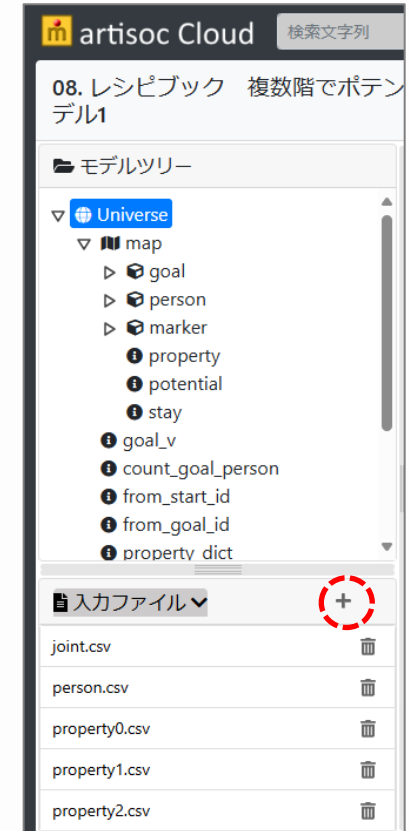 artisoc Cloud
検索文字列
08. レシピブック　複数階でポテン
デル1
モデルツリー
Universe
map
goal
person
marker
property
potential
stay
goal_v
count_goal_person
from_start_id
from_goal_id
property_dict
入力ファイル
+
joint.csv
person.csv
property0.csv
property1.csv
property2.csv